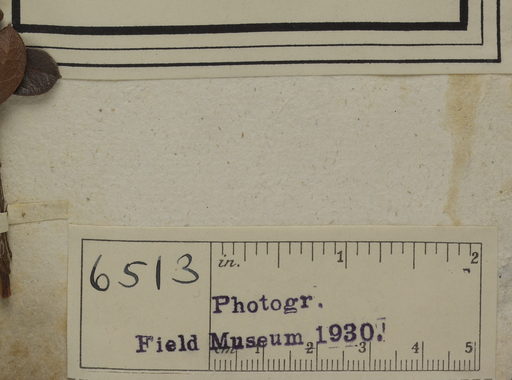 6513
in. 1 2
Photogr.
Field Museum 1930.
cm 1 2 3 4 5